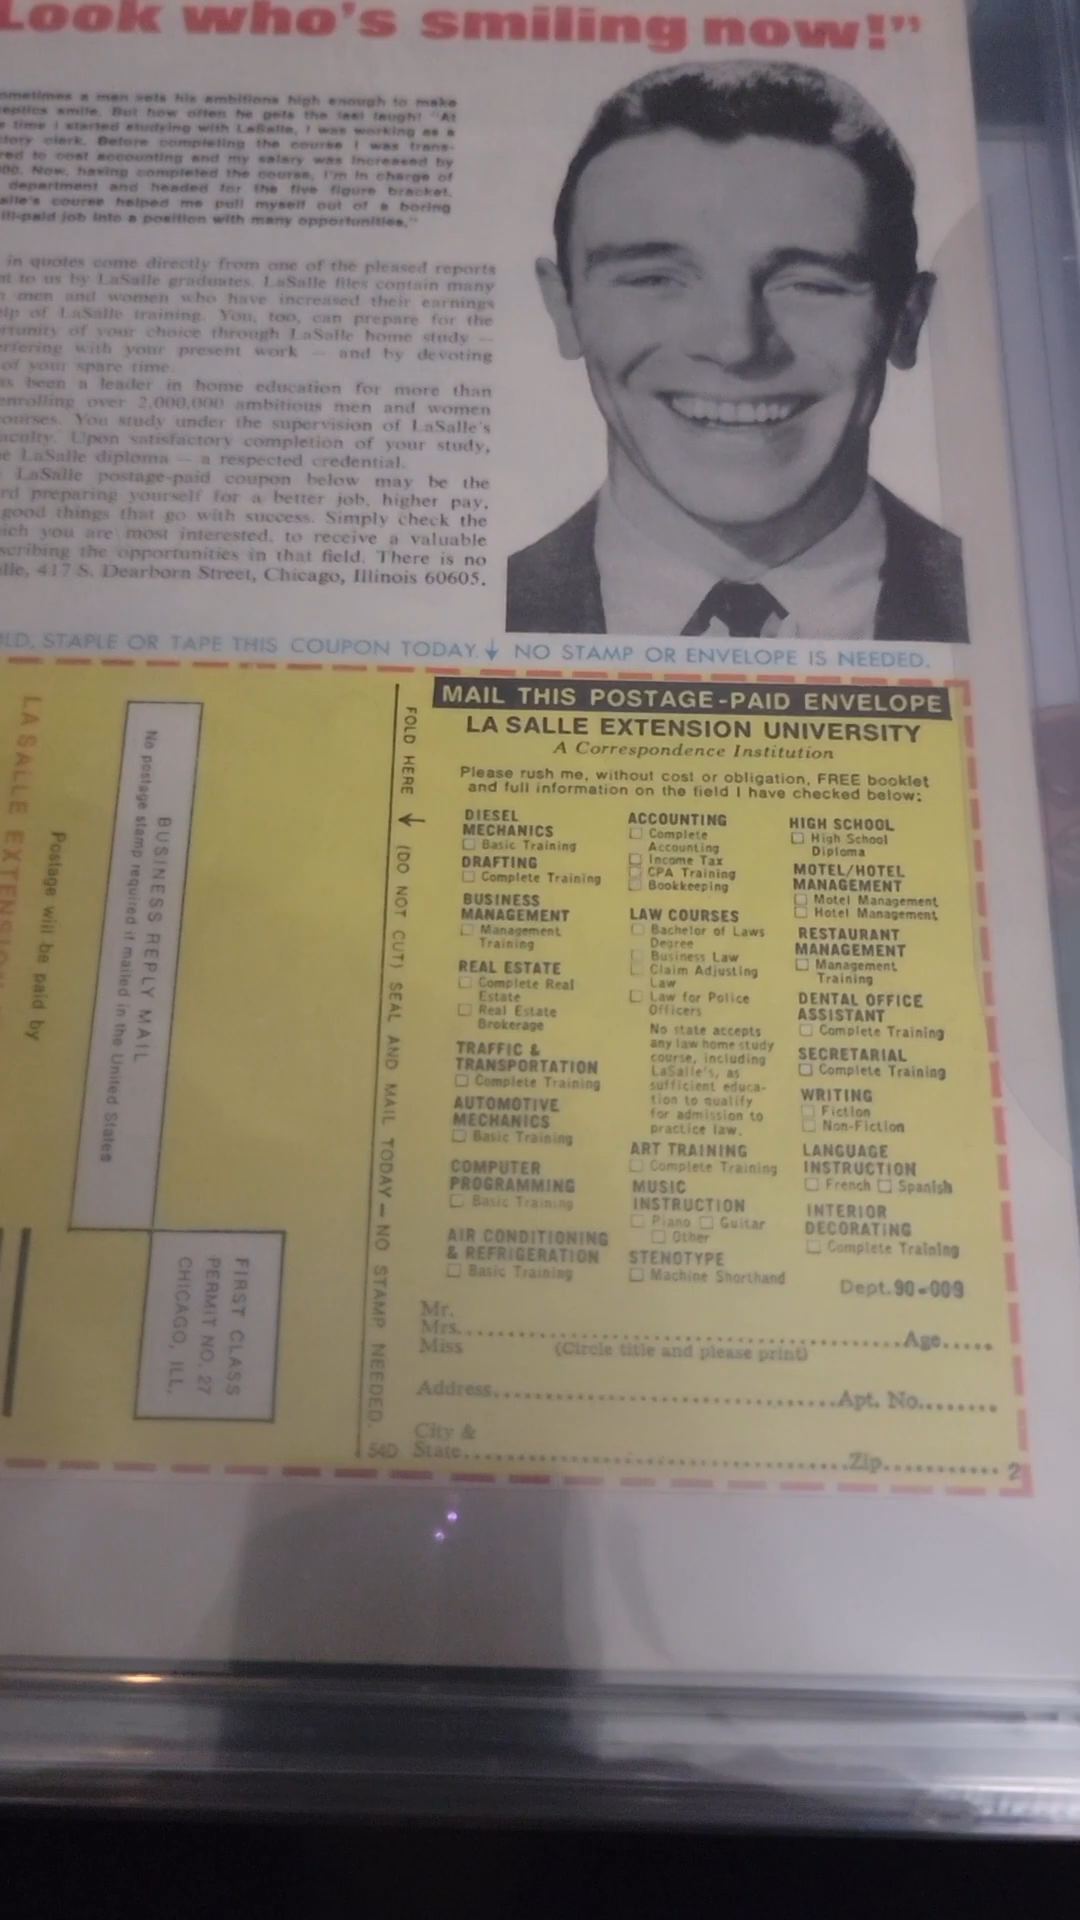 Look who's smiling now!”
sometimes a man sets his ambitions high enough to make
skeptics smile. But how often he gets the last laugh! "At
time I started studying with LaSalle, I was working as a
clerk. Before completing the course I was trans-
red to cost accounting and my salary was increased by
Now, having completed the course, I'm in charge of
department and headed for the five figure bracket.
Salle's course helped me pull myself out of a boring
ill-paid job into a position with many opportunities."
in quotes come directly from one of the pleased reports
to us by LaSalle graduates. LaSalle files contain many
men and women who have increased their earnings
lp of LaSalle training. You, too, can prepare for the
rtunity of your choice through LaSalle home study —
rfering with your present work — and by devoting
of your spare time.
as been a leader in home education for more than
enrolling over 2,000,000 ambitious men and women
courses. You study under the supervision of LaSalle's
aculty. Upon satisfactory completion of your study,
LaSalle diploma — a respected credential.
LaSalle postage-paid coupon below may be the
rd preparing yourself for a better job, higher pay,
good things that go with success. Simply check the
ich you are most interested, to receive a valuable
scribing the opportunities in that field. There is no
lle, 417 S. Dearborn Street, Chicago, Illinois 60605.
LD, STAPLE OR TAPE THIS COUPON TODAY. ↓ NO STAMP OR ENVELOPE IS NEEDED.
LASALLE EXTENSION
Postage will be paid by
BUSINESS REPLY MAIL
No postage stamp required if mailed in the United States
FIRST CLASS
PERMIT NO. 27
CHICAGO, ILL.
FOLD HERE → (DO NOT CUT) SEAL AND MAIL TODAY — NO STAMP NEEDED.
MAIL THIS POSTAGE-PAID ENVELOPE
LA SALLE EXTENSION UNIVERSITY
A Correspondence Institution
Please rush me, without cost or obligation, FREE booklet
and full information on the field I have checked below:
DIESEL
MECHANICS
☐ Basic Training
DRAFTING
☐ Complete Training
BUSINESS
MANAGEMENT
☐ Management
Training
REAL ESTATE
☐ Complete Real
Estate
☐ Real Estate
Brokerage
TRAFFIC &
TRANSPORTATION
☐ Complete Training
AUTOMOTIVE
MECHANICS
☐ Basic Training
COMPUTER
PROGRAMMING
☐ Basic Training
AIR CONDITIONING
& REFRIGERATION
☐ Basic Training
ACCOUNTING
☐ Complete
Accounting
☐ Income Tax
☐ CPA Training
☐ Bookkeeping
LAW COURSES
☐ Bachelor of Laws
Degree
☐ Business Law
☐ Claim Adjusting
Law
☐ Law for Police
Officers
No state accepts
any law home study
course, including
LaSalle's, as
sufficient educa-
tion to qualify
for admission to
practice law.
ART TRAINING
☐ Complete Training
MUSIC
INSTRUCTION
☐ Piano ☐ Guitar
☐ Other
STENOTYPE
☐ Machine Shorthand
HIGH SCHOOL
☐ High School
Diploma
MOTEL/HOTEL
MANAGEMENT
☐ Motel Management
☐ Hotel Management
RESTAURANT
MANAGEMENT
☐ Management
Training
DENTAL OFFICE
ASSISTANT
☐ Complete Training
SECRETARIAL
☐ Complete Training
WRITING
☐ Fiction
☐ Non-Fiction
LANGUAGE
INSTRUCTION
☐ French ☐ Spanish
INTERIOR
DECORATING
☐ Complete Training
Dept. 90-009
Mr.
Mrs. Age
Miss (Circle title and please print)
Address Apt. No.
City &
State Zip 2
540